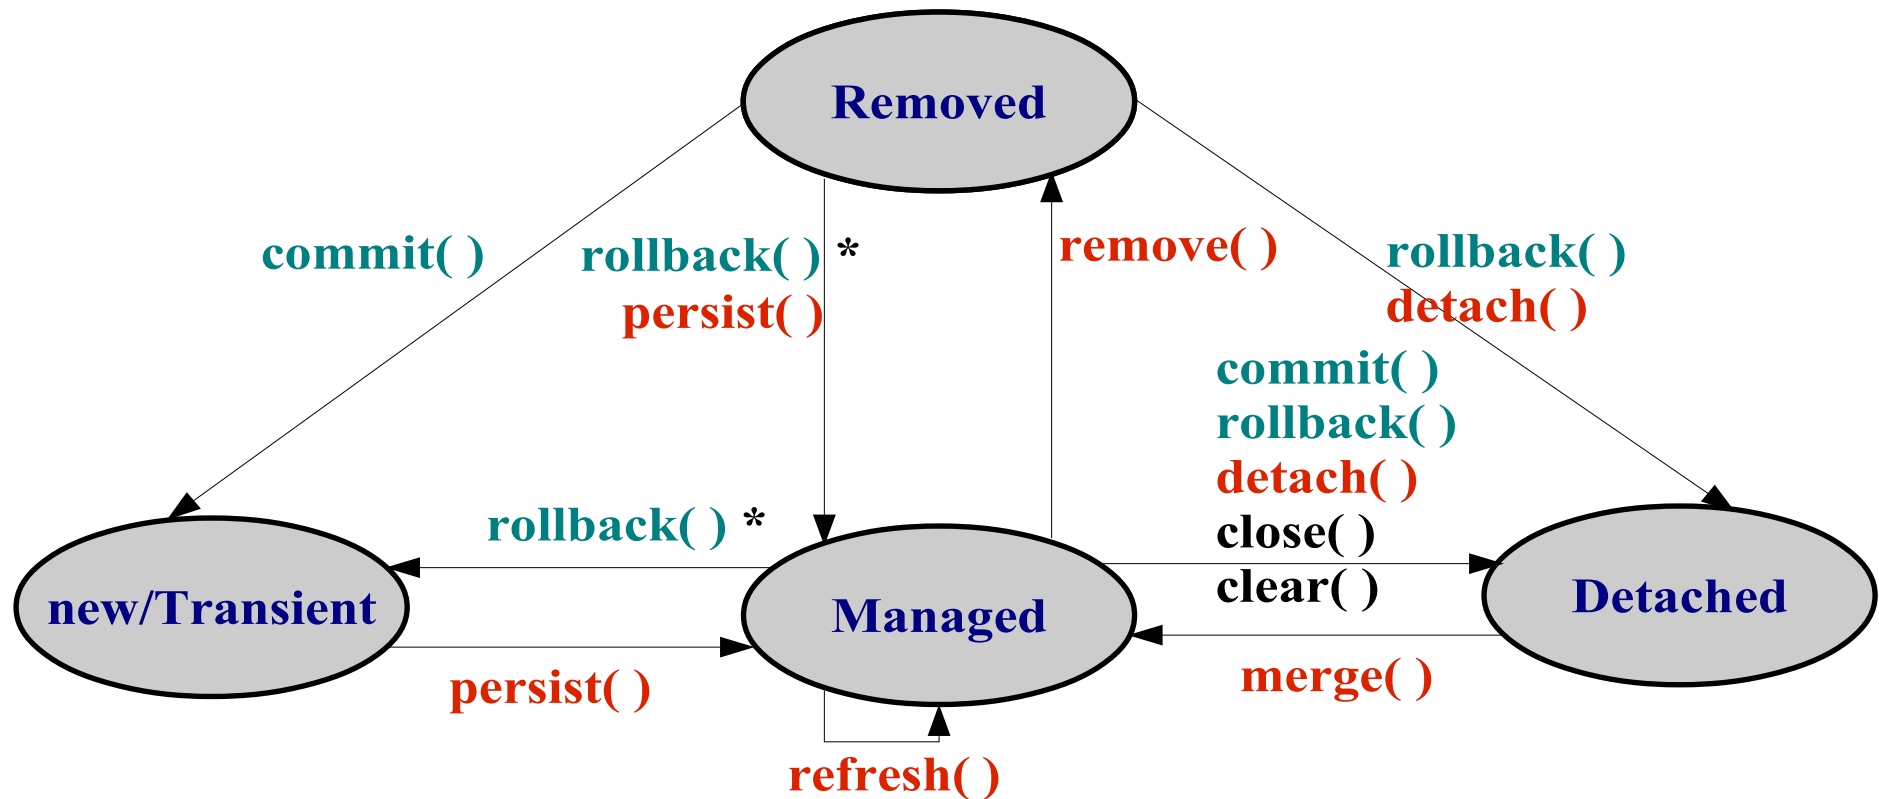 Removed
commit( )
rollback( ) *
persist( )
remove( )
rollback( )
detach( )
commit( )
rollback( )
detach( )
close( )
clear( )
rollback( ) *
new/Transient
Managed
Detached
persist( )
merge( )
refresh( )